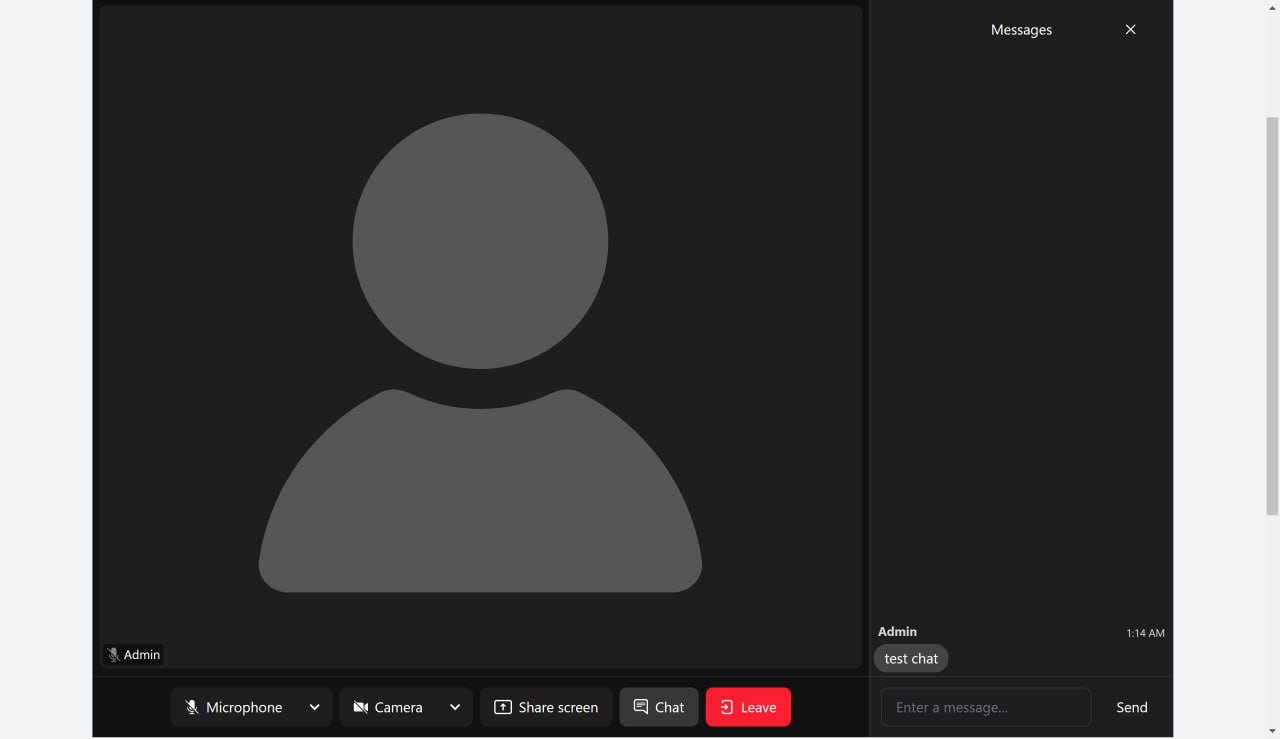 Messages
Admin
1:14 AM
test chat
Admin
Microphone
Camera
Share screen
Chat
Leave
Enter a message...
Send